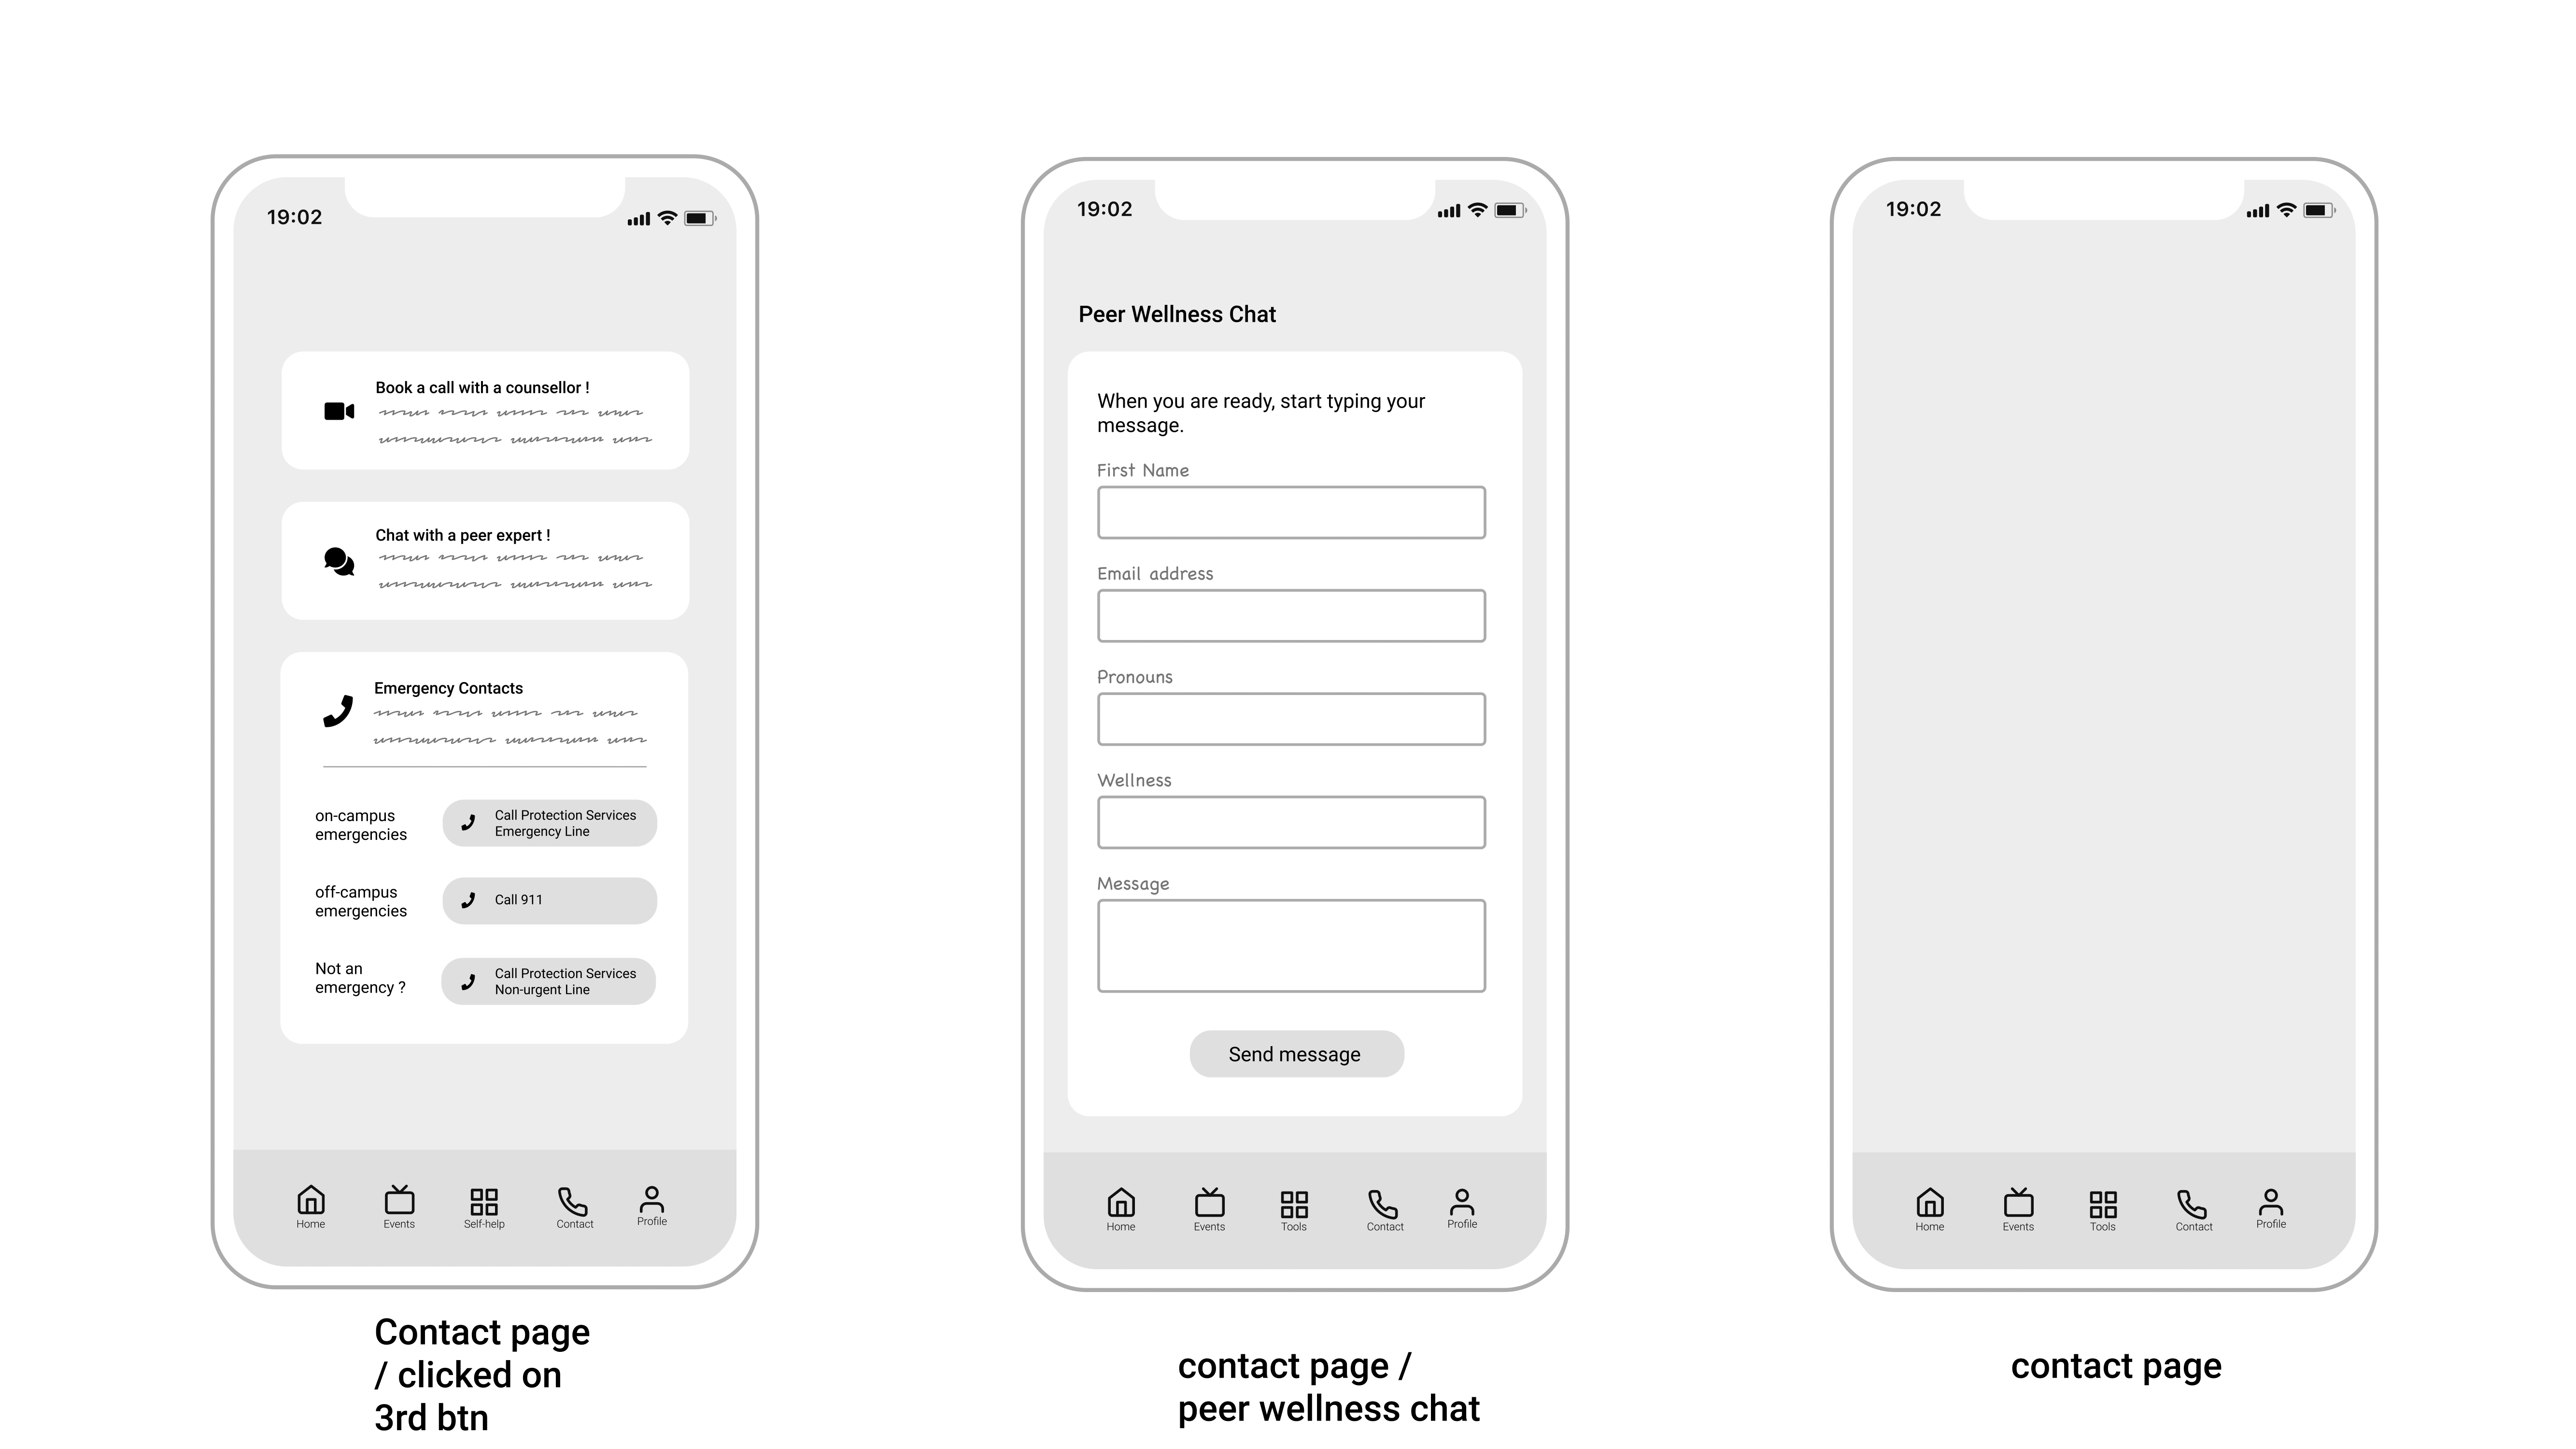 19:02
Book a call with a counsellor !
Chat with a peer expert !
Emergency Contacts
on-campus
emergencies
Call Protection Services
Emergency Line
off-campus
emergencies
Call 911
Not an
emergency ?
Call Protection Services
Non-urgent Line
Home
Events
Self-help
Contact
Profile
Contact page
/ clicked on
3rd btn
19:02
Peer Wellness Chat
When you are ready, start typing your
message.
First Name
Email address
Pronouns
Wellness
Message
Send message
Home
Events
Tools
Contact
Profile
contact page /
peer wellness chat
19:02
Home
Events
Tools
Contact
Profile
contact page